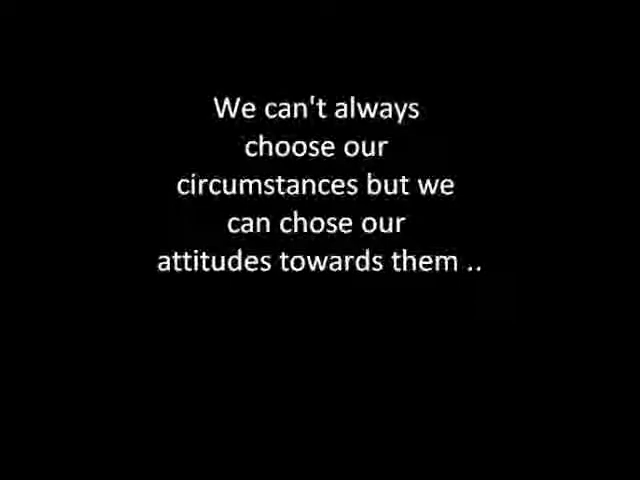 We can't always
choose our
circumstances but we
can chose our
attitudes towards them ..